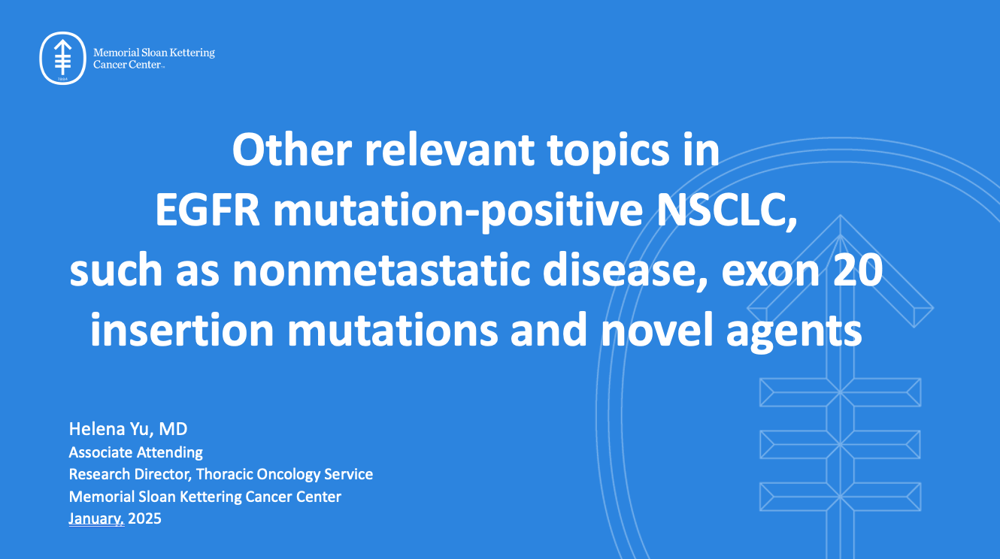 Memorial Sloan Kettering
Cancer Center™
1884
Other relevant topics in
EGFR mutation-positive NSCLC,
such as nonmetastatic disease, exon 20
insertion mutations and novel agents
Helena Yu, MD
Associate Attending
Research Director, Thoracic Oncology Service
Memorial Sloan Kettering Cancer Center
January, 2025